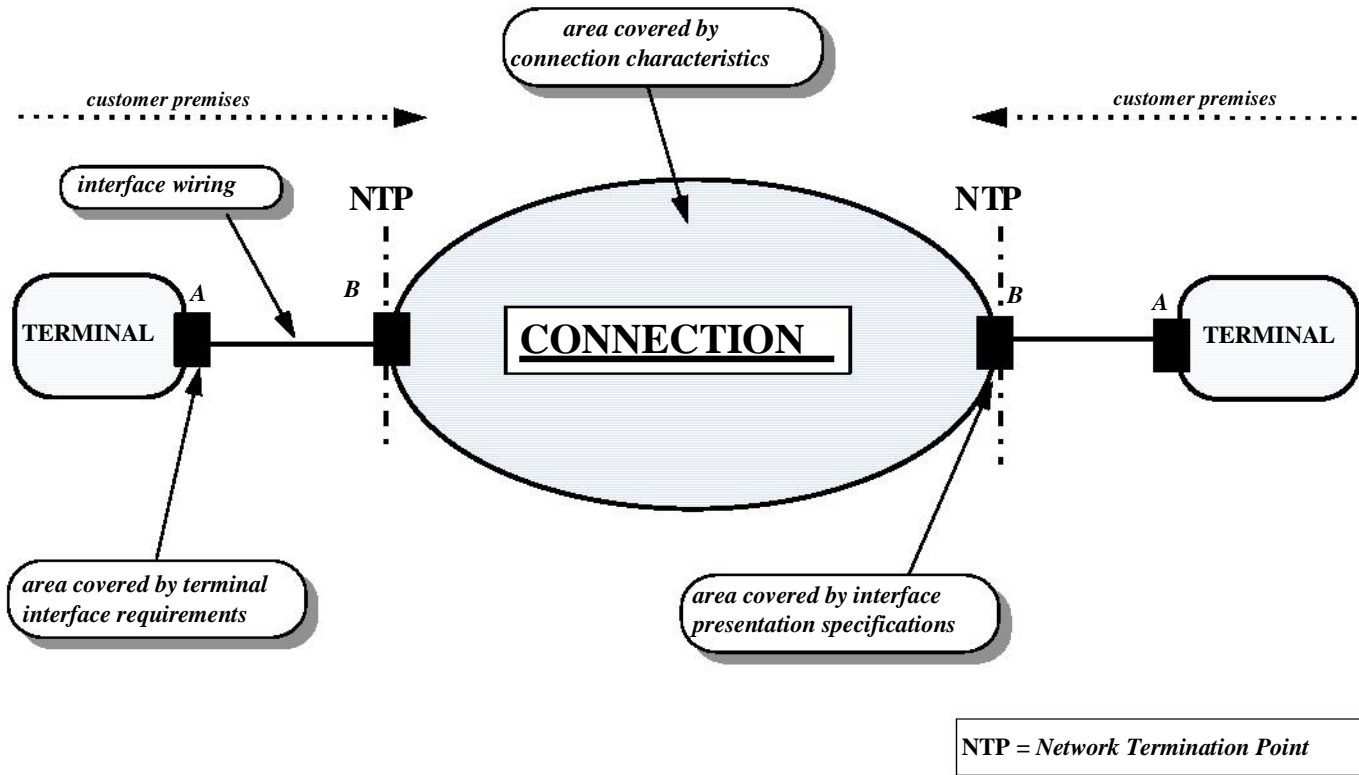 area covered by
connection characteristics
customer premises
customer premises
interface wiring
NTP
NTP
A
B
B
A
TERMINAL
CONNECTION
TERMINAL
area covered by terminal
interface requirements
area covered by interface
presentation specifications
NTP = Network Termination Point